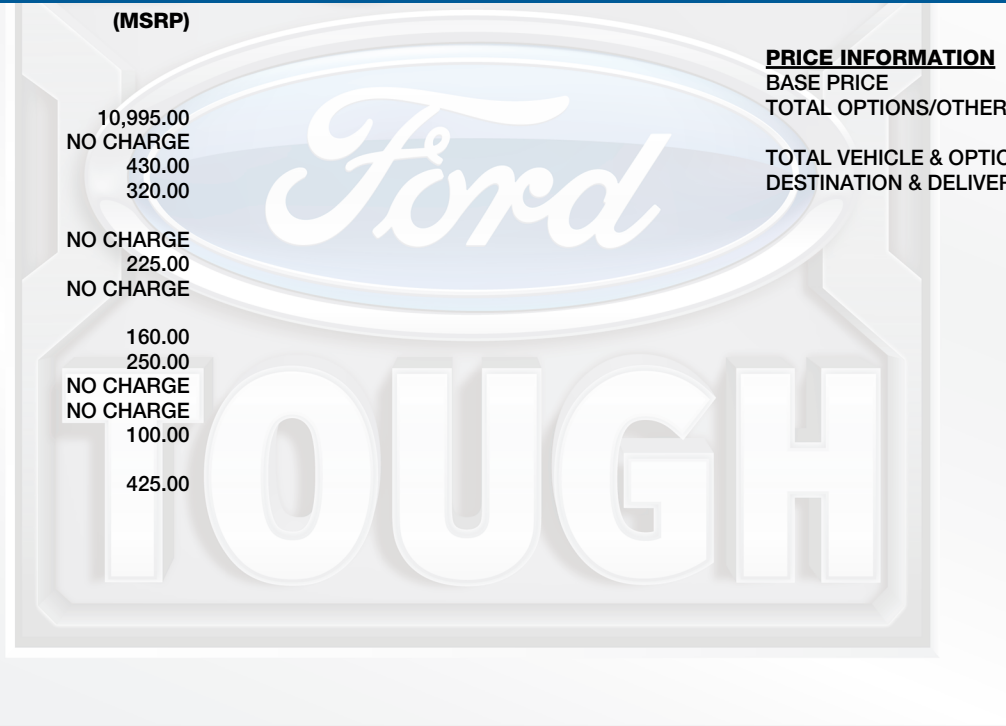 (MSRP)
10,995.00
NO CHARGE
430.00
320.00
NO CHARGE
225.00
NO CHARGE
160.00
250.00
NO CHARGE
NO CHARGE
100.00
425.00
PRICE INFORMATION
BASE PRICE
TOTAL OPTIONS/OTHER
TOTAL VEHICLE & OPTIO
DESTINATION & DELIVER
Ford
TOUGH